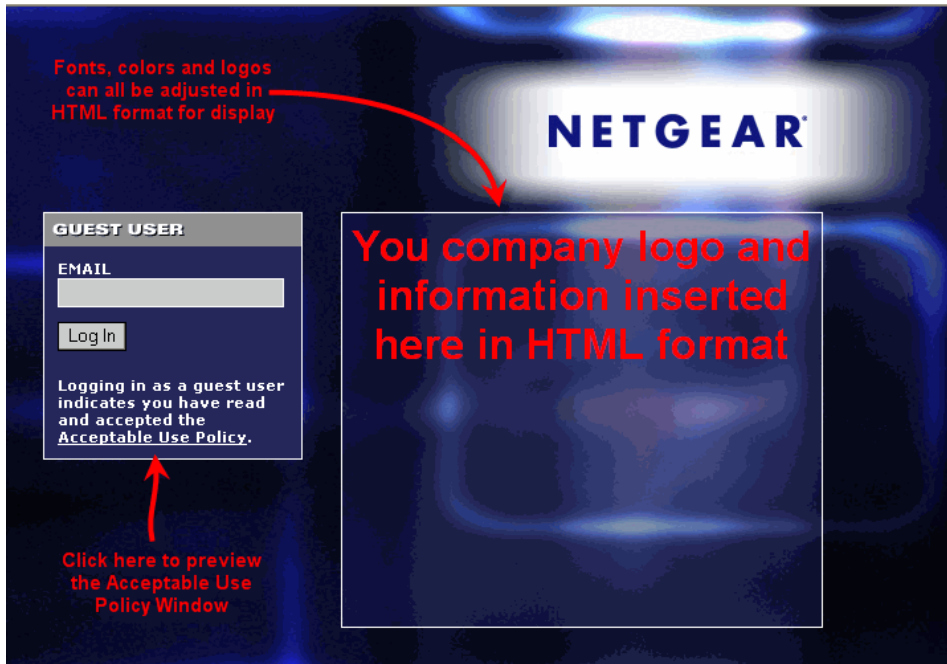 Fonts, colors and logos
can all be adjusted in
HTML format for display
NETGEAR
GUEST USER
EMAIL
Log In
Logging in as a guest user
indicates you have read
and accepted the
Acceptable Use Policy.
You company logo and
information inserted
here in HTML format
Click here to preview
the Acceptable Use
Policy Window